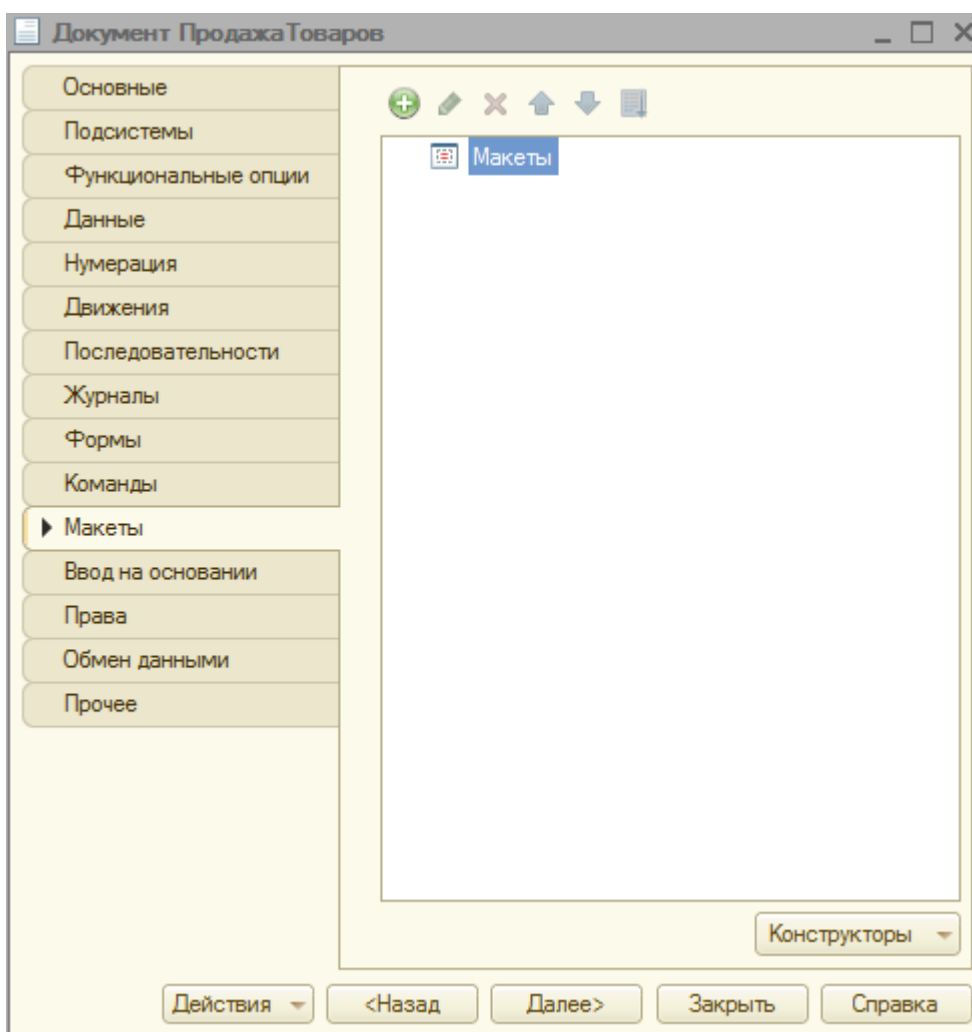 Документ ПродажаТоваров
Основные
Подсистемы
Функциональные опции
Данные
Нумерация
Движения
Последовательности
Журналы
Формы
Команды
Макеты
Ввод на основании
Права
Обмен данными
Прочее
Макеты
Конструкторы
Действия <Назад Далее> Закрыть Справка